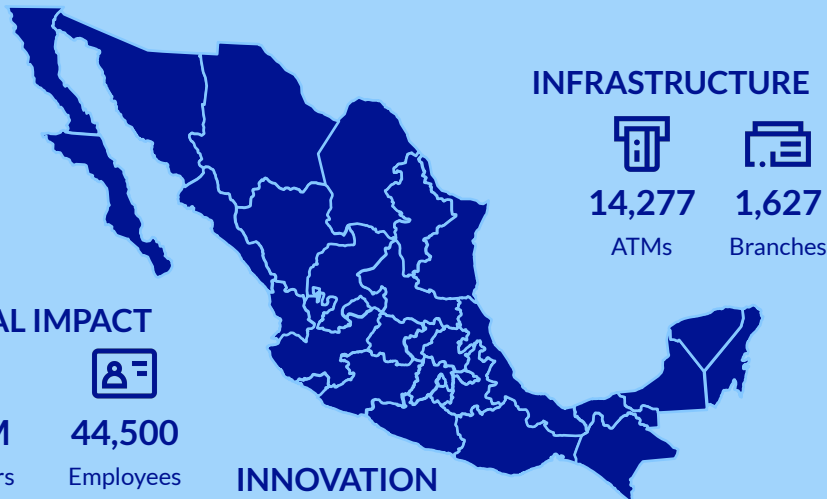 INFRASTRUCTURE
14,277 1,627
ATMs Branches
AL IMPACT
M 44,500
rs Employees
INNOVATION